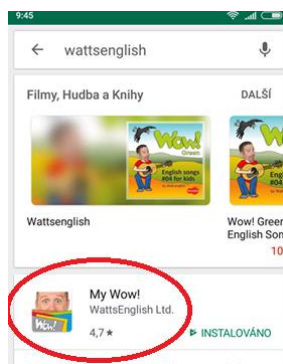 9:45
wattsenglish
Filmy, Hudba a Knihy DALŠÍ
Wow!
Green
English songs
#04 for kids
Wow
Wattsenglish
Wow! Green
English Son
10
My Wow!
WattsEnglish Ltd.
4,7 ★ INSTALOVÁNO
Wow!